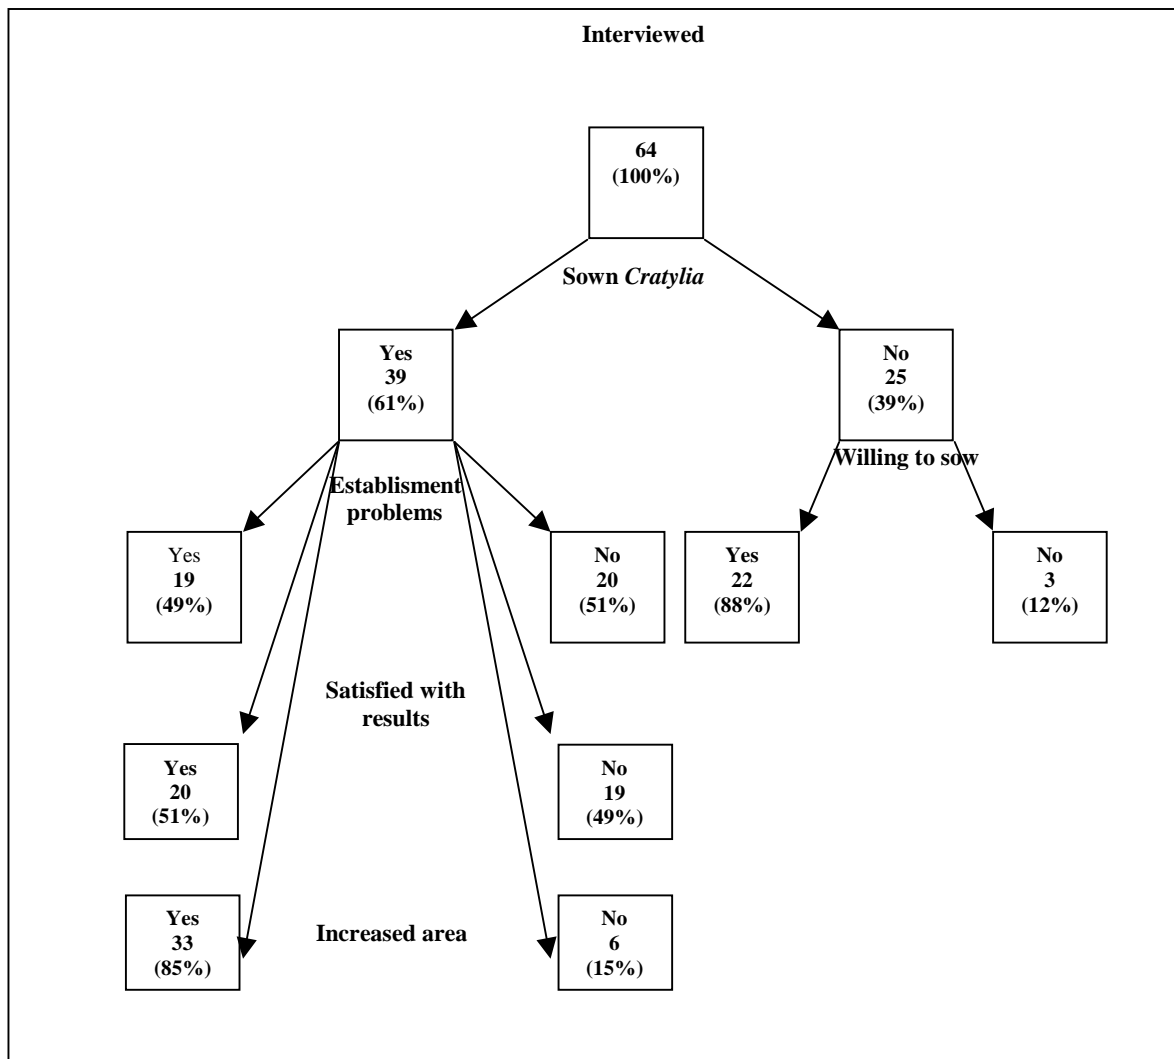 Interviewed
64
(100%)
Sown Cratylia
Yes
39
(61%)
No
25
(39%)
Establisment
problems
Willing to sow
Yes
19
(49%)
No
20
(51%)
Yes
22
(88%)
No
3
(12%)
Satisfied with
results
Yes
20
(51%)
No
19
(49%)
Yes
33
(85%)
Increased area
No
6
(15%)